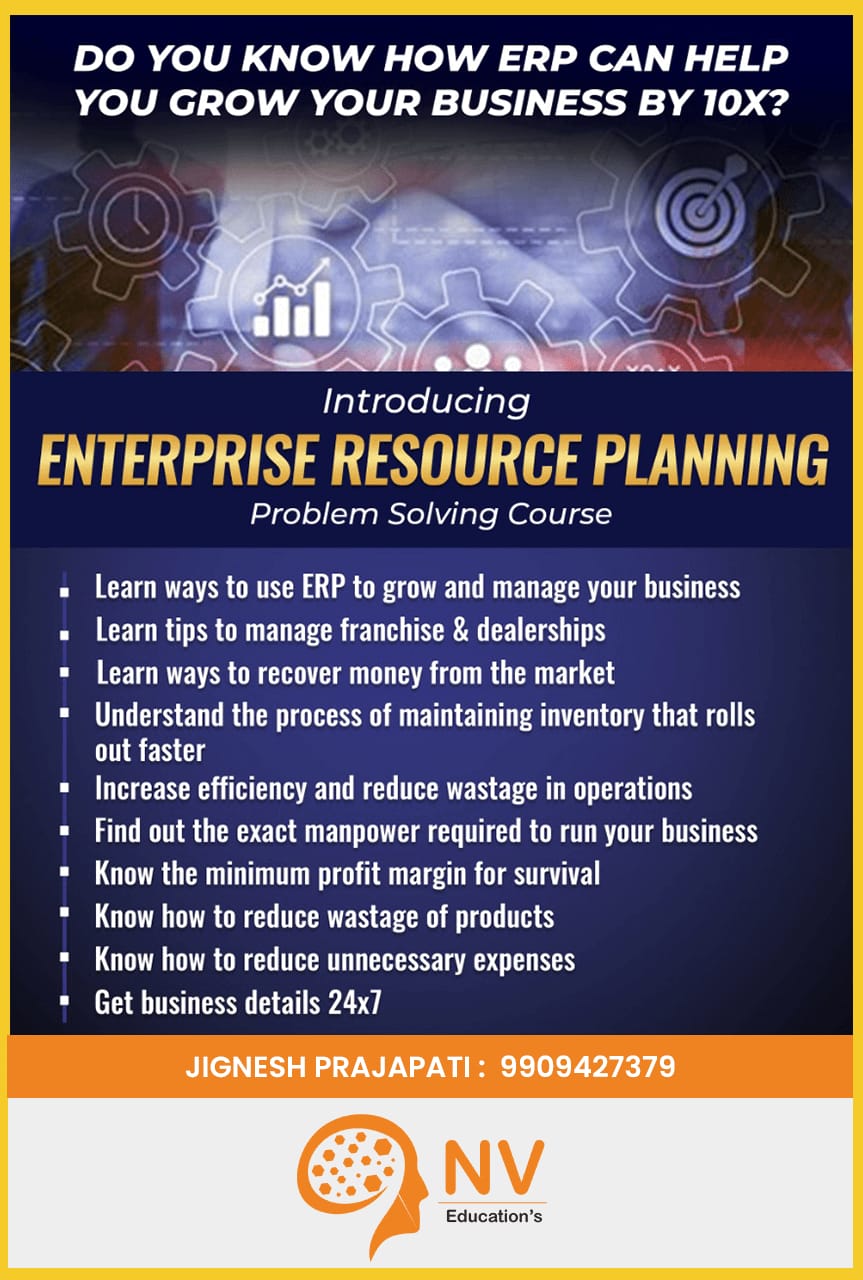 DO YOU KNOW HOW ERP CAN HELP
YOU GROW YOUR BUSINESS BY 10X?
Introducing
ENTERPRISE RESOURCE PLANNING
Problem Solving Course
Learn ways to use ERP to grow and manage your business
Learn tips to manage franchise & dealerships
Learn ways to recover money from the market
Understand the process of maintaining inventory that rolls
out faster
Increase efficiency and reduce wastage in operations
Find out the exact manpower required to run your business
Know the minimum profit margin for survival
Know how to reduce wastage of products
Know how to reduce unnecessary expenses
Get business details 24x7
JIGNESH PRAJAPATI : 9909427379
NV
Education's